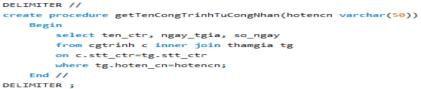 DELIMITER //
create procedure getTenCongTrinhTuCongNhan(hotencn varchar(50))
Begin
select ten_ctr, ngay_tgia, so_ngay
from cgtrinh c inner join thamgia tg
on c.stt_ctr=tg.stt_ctr
where tg.hoten_cn=hotencn;
End //
DELIMITER ;